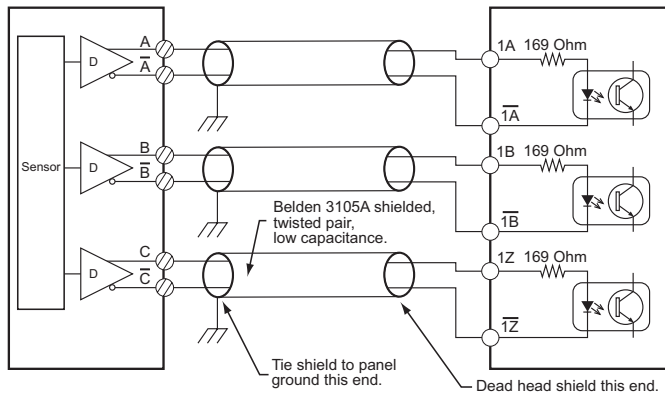 A
D
A̅
1A 169 Ohm
1A̅
B
D
B̅
1B 169 Ohm
1B̅
Sensor
Belden 3105A shielded,
twisted pair,
low capacitance.
C
D
C̅
1Z 169 Ohm
1Z̅
Tie shield to panel
ground this end.
Dead head shield this end.